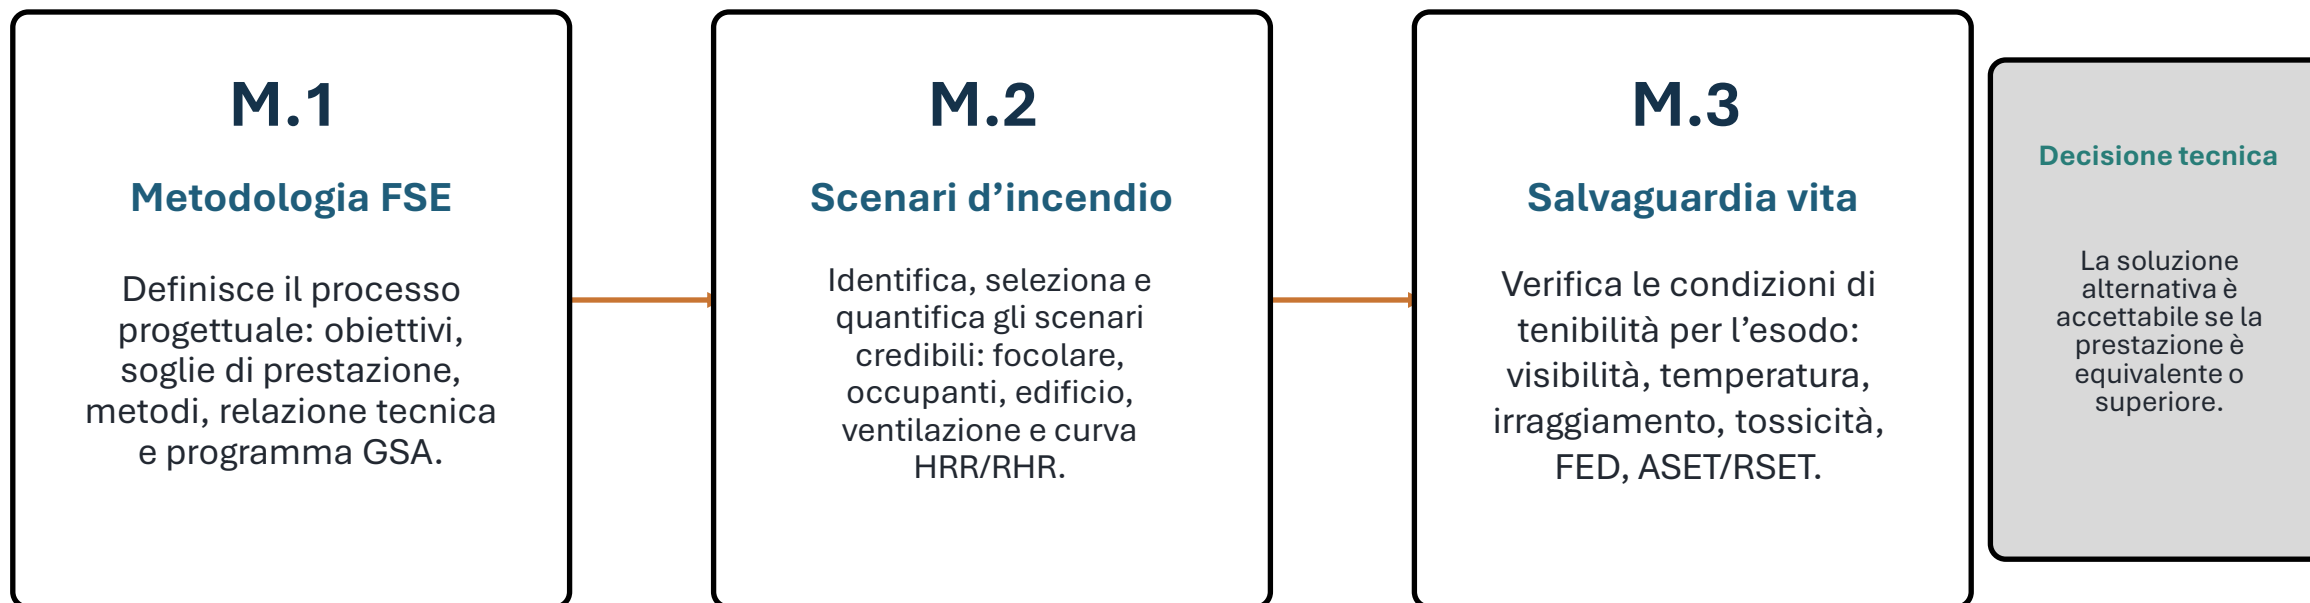 M.1
Metodologia FSE
Definisce il processo
progettuale: obiettivi,
soglie di prestazione,
metodi, relazione tecnica
e programma GSA.
M.2
Scenari d’incendio
Identifica, seleziona e
quantifica gli scenari
credibili: focolare,
occupanti, edificio,
ventilazione e curva
HRR/RHR.
M.3
Salvaguardia vita
Verifica le condizioni di
tenibilità per l’esodo:
visibilità, temperatura,
irraggiamento, tossicità,
FED, ASET/RSET.
Decisione tecnica
La soluzione
alternativa è
accettabile se la
prestazione è
equivalente o
superiore.